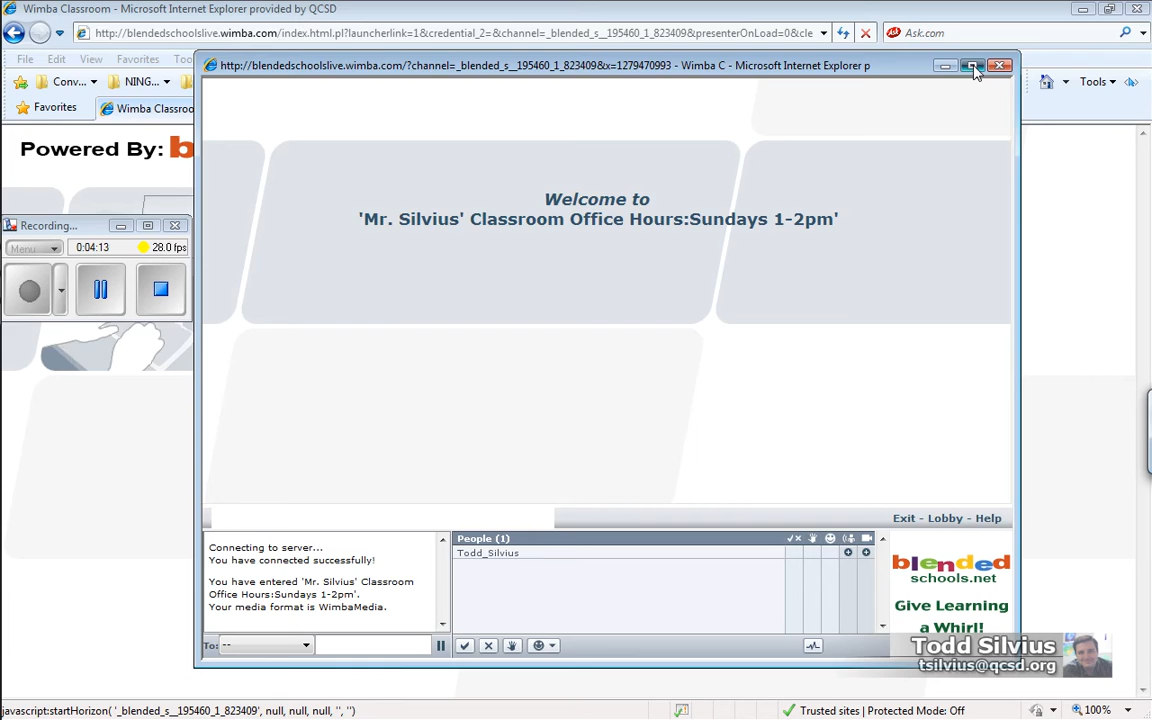 Wimba Classroom - Microsoft Internet Explorer provided by QCSD
http://blendedschoolslive.wimba.com/index.html.pl?launcherlink=1&credential_2=&channel=_blended_s__195460_1_823409&presenterOnLoad=0&cle
Ask.com
File Edit View Favorites Too
Conv... NING...
Tools
Favorites
Wimba Classroo
http://blendedschoolslive.wimba.com/?channel=_blended_s__195460_1_823409&x=1279470993 - Wimba C - Microsoft Internet Explorer p
Powered By: b
Welcome to
'Mr. Silvius' Classroom Office Hours:Sundays 1-2pm'
Recording...
Menu 0:04:13 28.0 fps
Exit - Lobby - Help
Connecting to server...
You have connected successfully!
You have entered 'Mr. Silvius' Classroom
Office Hours:Sundays 1-2pm'.
Your media format is WimbaMedia.
People (1)
Todd_Silvius
blended
schools.net
Give Learning
a Whirl!
To: --
Todd Silvius
tsilvius@qcsd.org
javascript:startHorizon( '_blended_s__195460_1_823409', null, null, null, '', '')
Trusted sites | Protected Mode: Off
100%